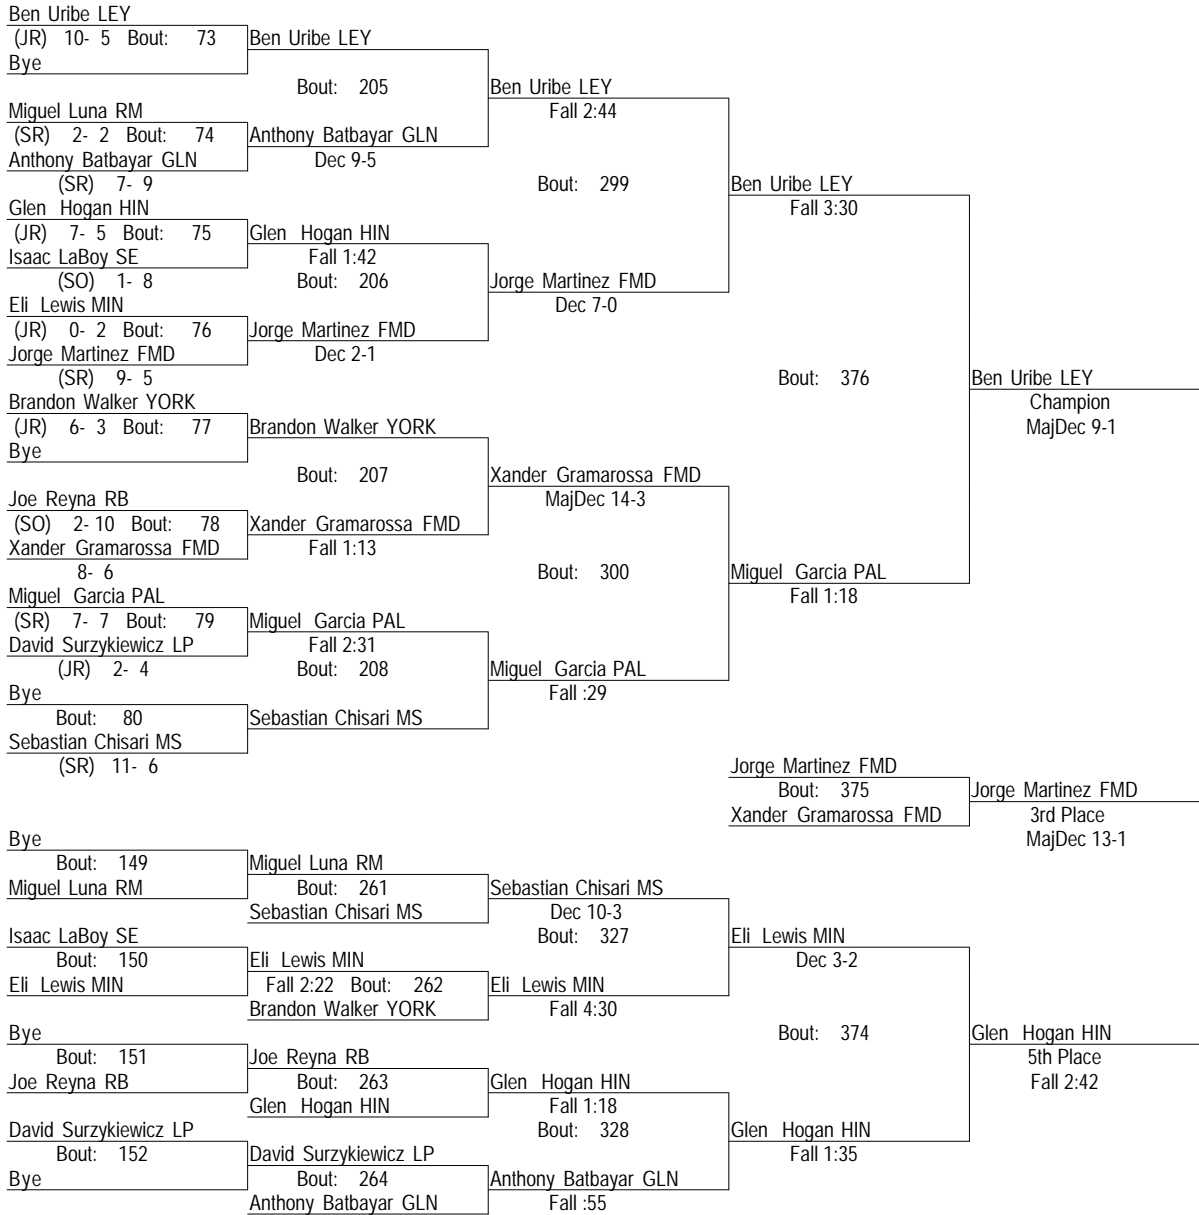 Ben Uribe LEY
(JR) 10- 5 Bout: 73 Ben Uribe LEY
Bye
Bout: 205 Ben Uribe LEY
Miguel Luna RM Fall 2:44
(SR) 2- 2 Bout: 74 Anthony Batbayar GLN
Anthony Batbayar GLN Dec 9-5
(SR) 7- 9 Bout: 299 Ben Uribe LEY
Glen Hogan HIN Fall 3:30
(JR) 7- 5 Bout: 75 Glen Hogan HIN
Isaac LaBoy SE Fall 1:42
(SO) 1- 8 Bout: 206 Jorge Martinez FMD
Eli Lewis MIN Dec 7-0
(JR) 0- 2 Bout: 76 Jorge Martinez FMD
Jorge Martinez FMD Dec 2-1
(SR) 9- 5 Bout: 376 Ben Uribe LEY
Brandon Walker YORK Champion
(JR) 6- 3 Bout: 77 Brandon Walker YORK MajDec 9-1
Bye
Bout: 207 Xander Gramarossa FMD
Joe Reyna RB MajDec 14-3
(SO) 2- 10 Bout: 78 Xander Gramarossa FMD
Xander Gramarossa FMD Fall 1:13
8- 6 Bout: 300 Miguel Garcia PAL
Miguel Garcia PAL Fall 1:18
(SR) 7- 7 Bout: 79 Miguel Garcia PAL
David Surzykiewicz LP Fall 2:31
(JR) 2- 4 Bout: 208 Miguel Garcia PAL
Bye Fall :29
Bout: 80 Sebastian Chisari MS
Sebastian Chisari MS
(SR) 11- 6 Jorge Martinez FMD
Bout: 375 Jorge Martinez FMD
Xander Gramarossa FMD 3rd Place
Bye MajDec 13-1
Bout: 149 Miguel Luna RM
Miguel Luna RM Bout: 261 Sebastian Chisari MS
Sebastian Chisari MS Dec 10-3
Isaac LaBoy SE Bout: 327 Eli Lewis MIN
Bout: 150 Eli Lewis MIN Dec 3-2
Eli Lewis MIN Fall 2:22 Bout: 262 Eli Lewis MIN
Brandon Walker YORK Fall 4:30
Bye Bout: 374 Glen Hogan HIN
Bout: 151 Joe Reyna RB 5th Place
Joe Reyna RB Bout: 263 Glen Hogan HIN Fall 2:42
Glen Hogan HIN Fall 1:18
David Surzykiewicz LP Bout: 328 Glen Hogan HIN
Bout: 152 David Surzykiewicz LP Fall 1:35
Bye Bout: 264 Anthony Batbayar GLN
Anthony Batbayar GLN Fall :55